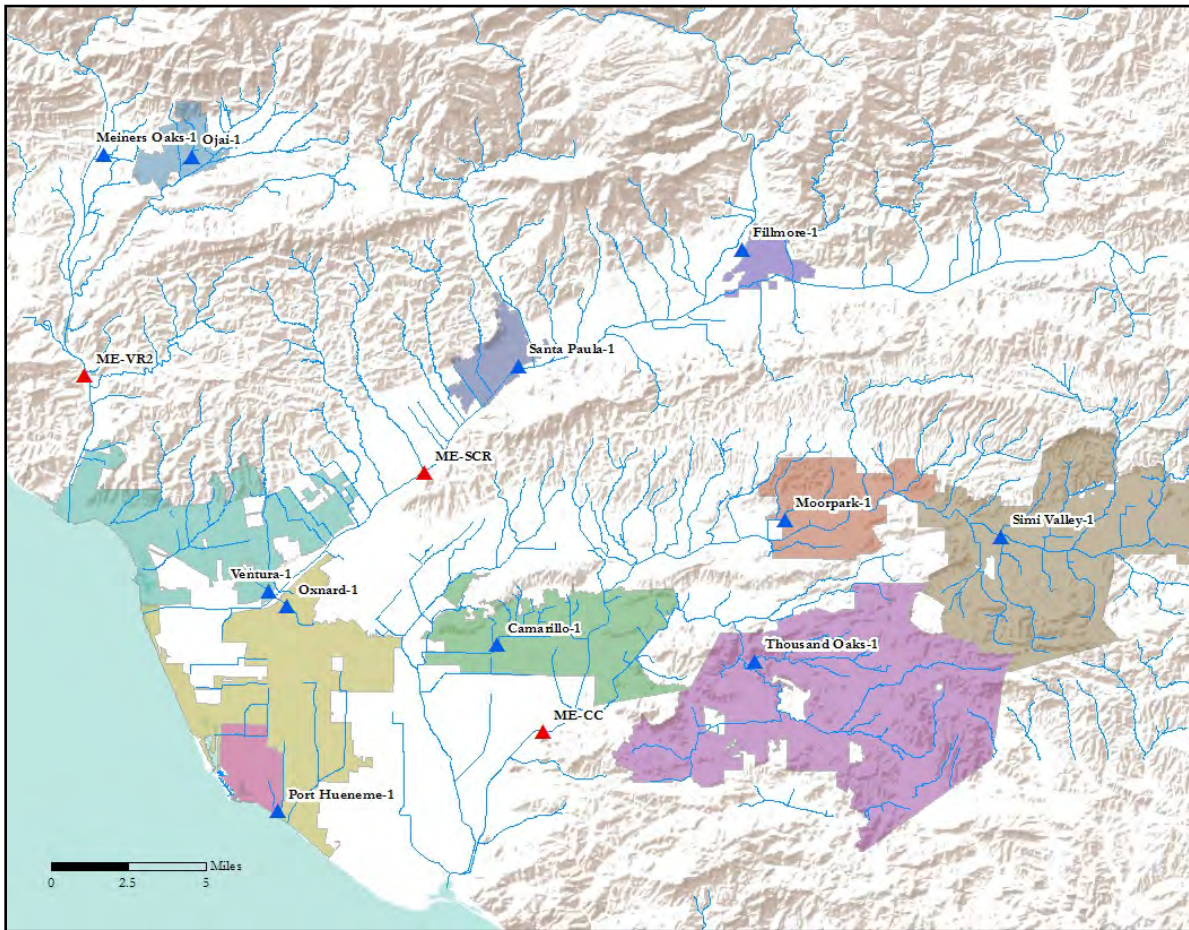 Meiners Oaks-1
Ojai-1
Fillmore-1
Santa Paula-1
ME-VR2
ME-SCR
Moorpark-1
Simi Valley-1
Ventura-1
Oxnard-1
Camarillo-1
Thousand Oaks-1
ME-CC
Port Hueneme-1
Miles
0 2.5 5